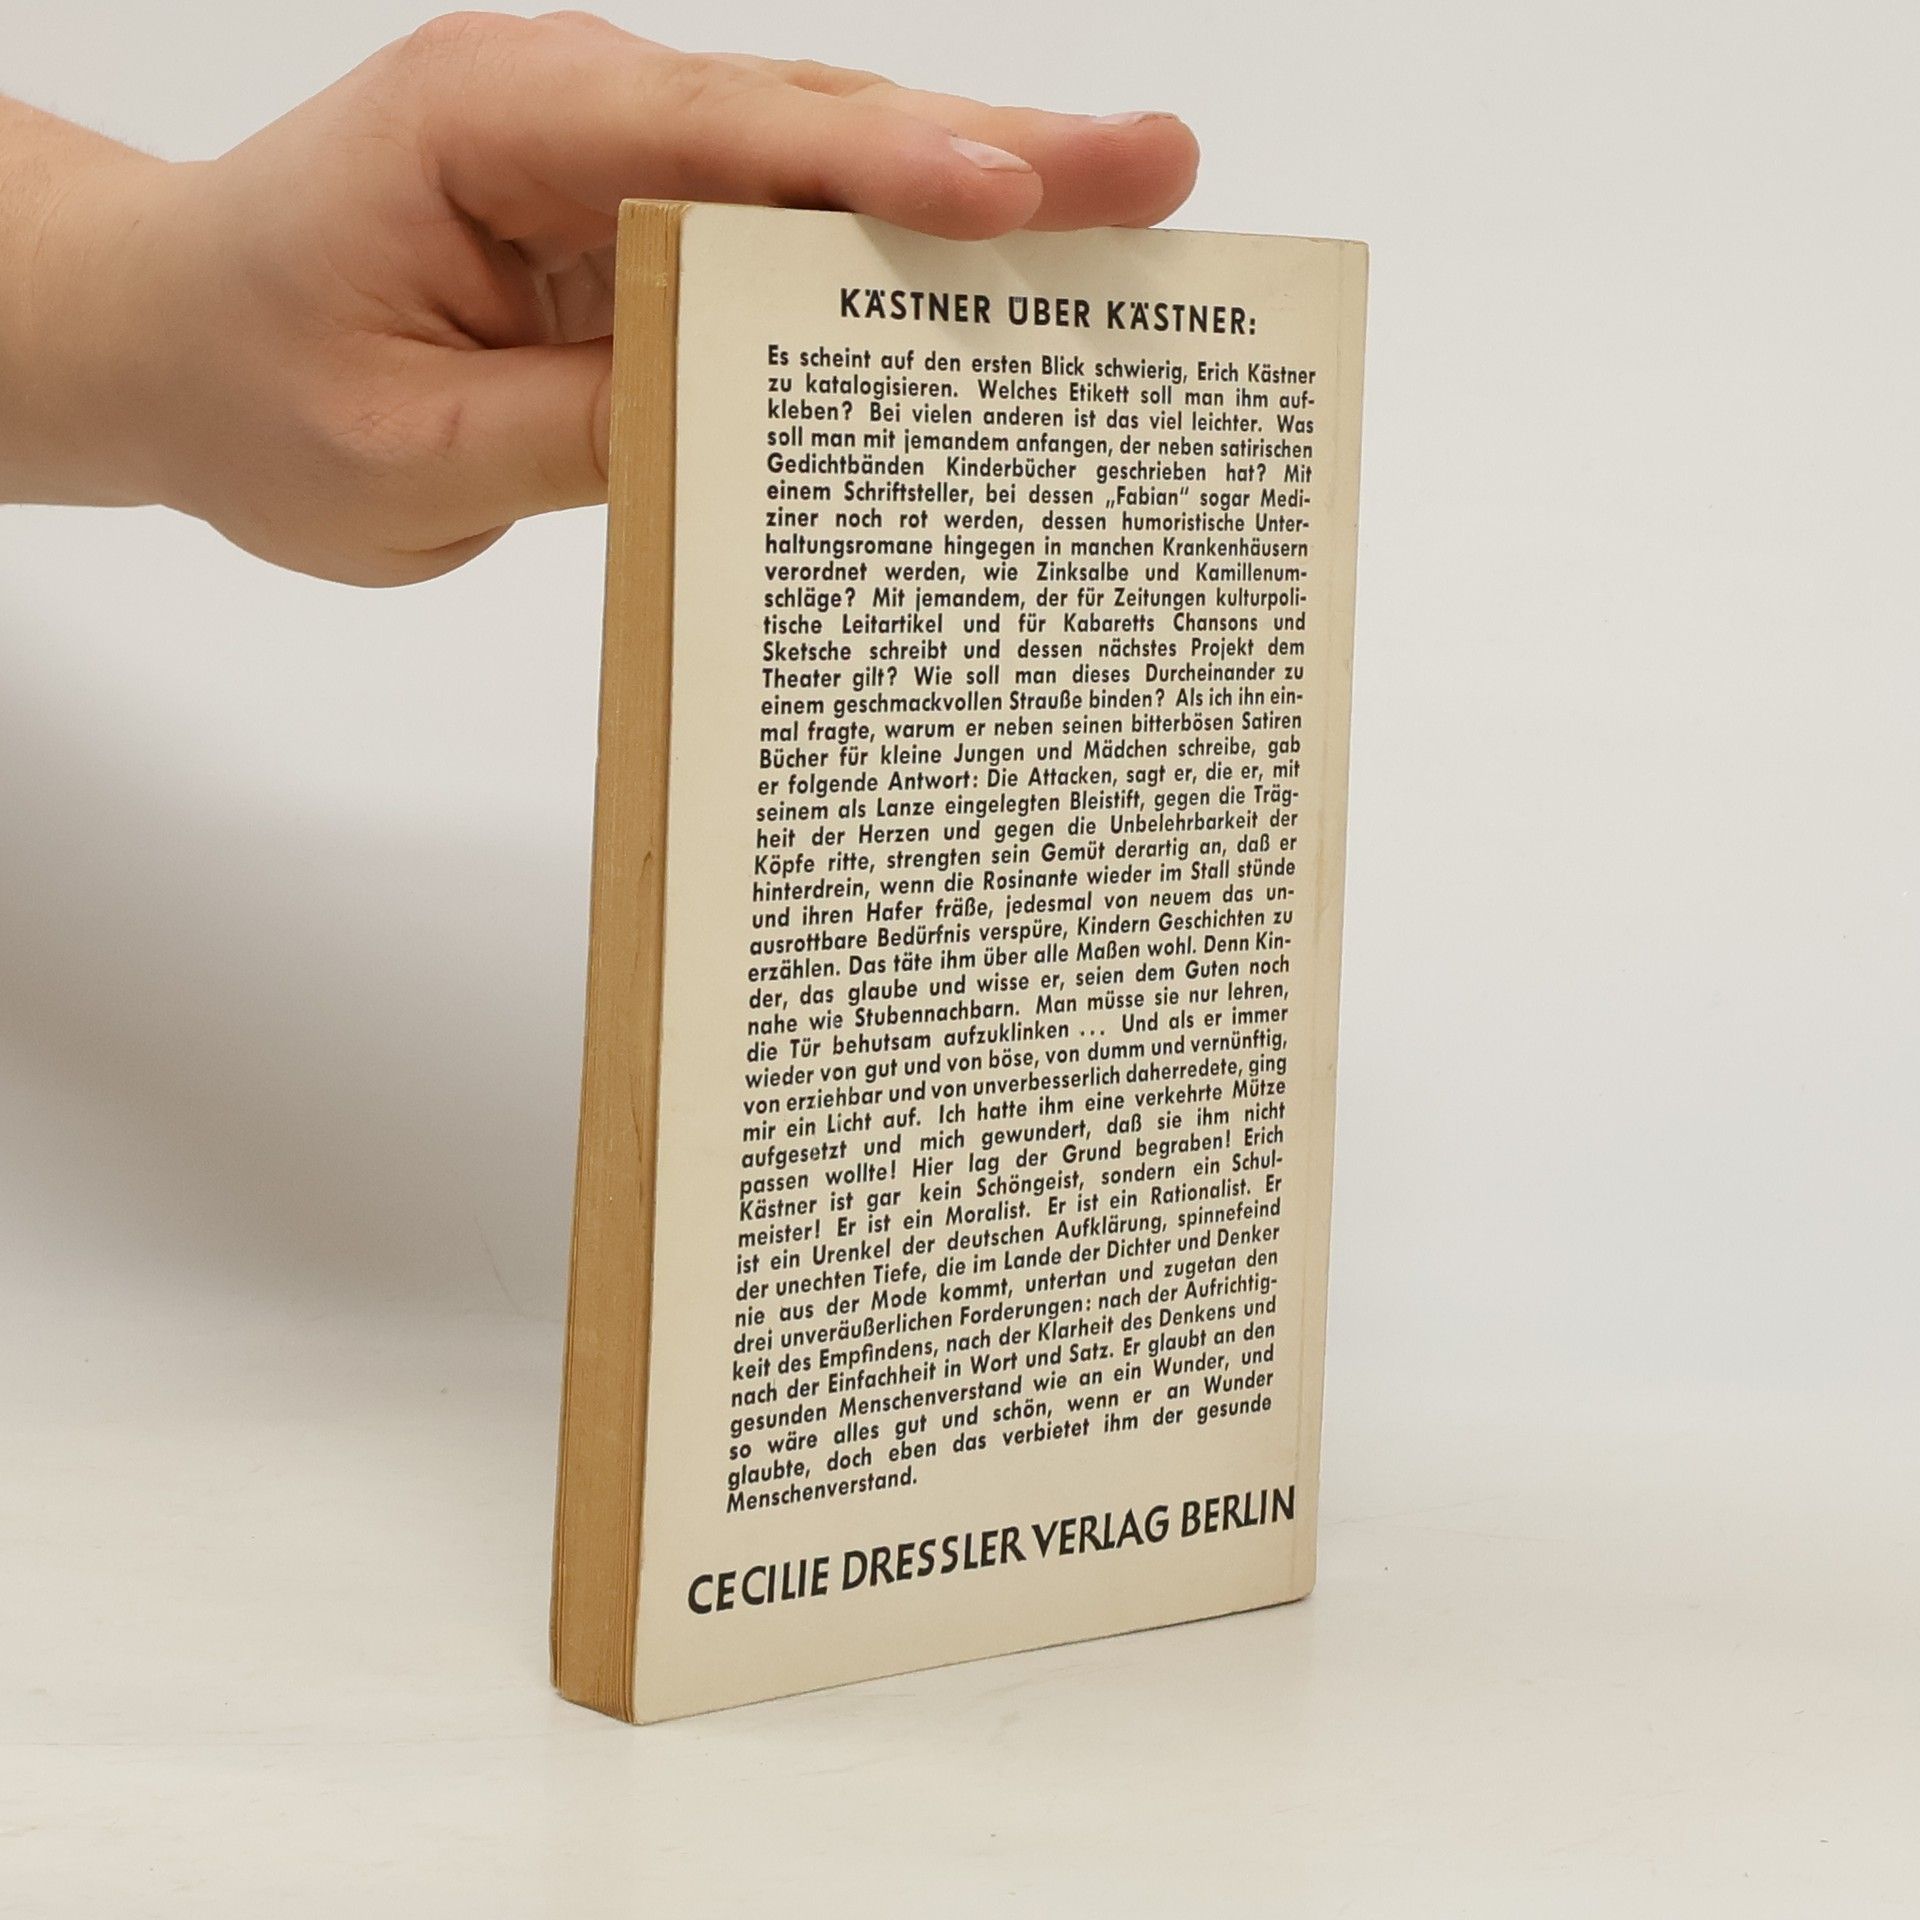 KÄSTNER ÜBER KÄSTNER:
Es scheint auf den ersten Blick schwierig, Erich Kästner
zu katalogisieren. Welches Etikett soll man ihm auf-
kleben? Bei vielen anderen ist das viel leichter. Was
soll man mit jemandem anfangen, der neben satirischen
Gedichtbänden Kinderbücher geschrieben hat? Mit
einem Schriftsteller, bei dessen „Fabian“ sogar Medi-
ziner noch rot werden, dessen humoristische Unter-
haltungsromane hingegen in manchen Krankenhäusern
verordnet werden, wie Zinksalbe und Kamillenum-
schläge? Mit jemandem, der für Zeitungen kulturpoli-
tische Leitartikel und für Kabaretts Chansons und
Sketsche schreibt und dessen nächstes Projekt dem
Theater gilt? Wie soll man dieses Durcheinander zu
einem geschmackvollen Strauße binden? Als ich ihn ein-
mal fragte, warum er neben seinen bitterbösen Satiren
Bücher für kleine Jungen und Mädchen schreibe, gab
er folgende Antwort: Die Attacken, sagt er, die er, mit
seinem als Lanze eingelegten Bleistift, gegen die Träg-
heit der Herzen und gegen die Unbelehrbarkeit der
Köpfe ritte, strengten sein Gemüt derartig an, daß er
hinterdrein, wenn die Rosinante wieder im Stall stünde
und ihren Hafer fräße, jedesmal von neuem das un-
ausrottbare Bedürfnis verspüre, Kindern Geschichten zu
erzählen. Das täte ihm über alle Maßen wohl. Denn Kin-
der, das glaube und wisse er, seien dem Guten noch
nahe wie Stubennachbarn. Man müsse sie nur lehren,
die Tür behutsam aufzuklinken ... Und als er immer
wieder von gut und von böse, von dumm und vernünftig,
von erziehbar und von unverbesserlich daherredete, ging
mir ein Licht auf. Ich hatte ihm eine verkehrte Mütze
aufgesetzt und mich gewundert, daß sie ihm nicht
passen wollte! Hier lag der Grund begraben! Erich
Kästner ist gar kein Schöngeist, sondern ein Schul-
meister! Er ist ein Moralist. Er ist ein Rationalist. Er
ist ein Urenkel der deutschen Aufklärung, spinnefeind
der unechten Tiefe, die im Lande der Dichter und Denker
nie aus der Mode kommt, untertan und zugetan den
drei unveräußerlichen Forderungen: nach der Aufrichtig-
keit des Empfindens, nach der Klarheit des Denkens und
nach der Einfachheit in Wort und Satz. Er glaubt an den
gesunden Menschenverstand wie an ein Wunder, und
so wäre alles gut und schön, wenn er an Wunder
glaubte, doch eben das verbietet ihm der gesunde
Menschenverstand.
CECILIE DRESSLER VERLAG BERLIN